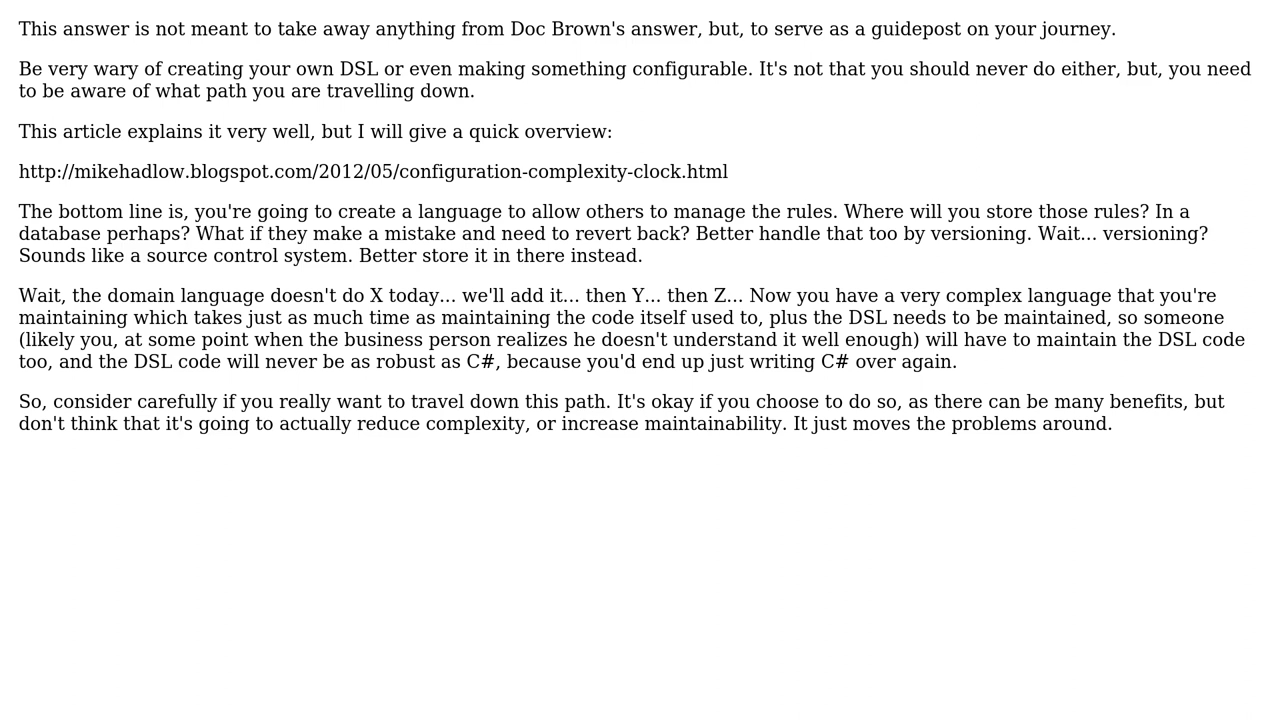 This answer is not meant to take away anything from Doc Brown's answer, but, to serve as a guidepost on your journey.
Be very wary of creating your own DSL or even making something configurable. It's not that you should never do either, but, you need
to be aware of what path you are travelling down.
This article explains it very well, but I will give a quick overview:
http://mikehadlow.blogspot.com/2012/05/configuration-complexity-clock.html
The bottom line is, you're going to create a language to allow others to manage the rules. Where will you store those rules? In a
database perhaps? What if they make a mistake and need to revert back? Better handle that too by versioning. Wait... versioning?
Sounds like a source control system. Better store it in there instead.
Wait, the domain language doesn't do X today... we'll add it... then Y... then Z... Now you have a very complex language that you're
maintaining which takes just as much time as maintaining the code itself used to, plus the DSL needs to be maintained, so someone
(likely you, at some point when the business person realizes he doesn't understand it well enough) will have to maintain the DSL code
too, and the DSL code will never be as robust as C#, because you'd end up just writing C# over again.
So, consider carefully if you really want to travel down this path. It's okay if you choose to do so, as there can be many benefits, but
don't think that it's going to actually reduce complexity, or increase maintainability. It just moves the problems around.